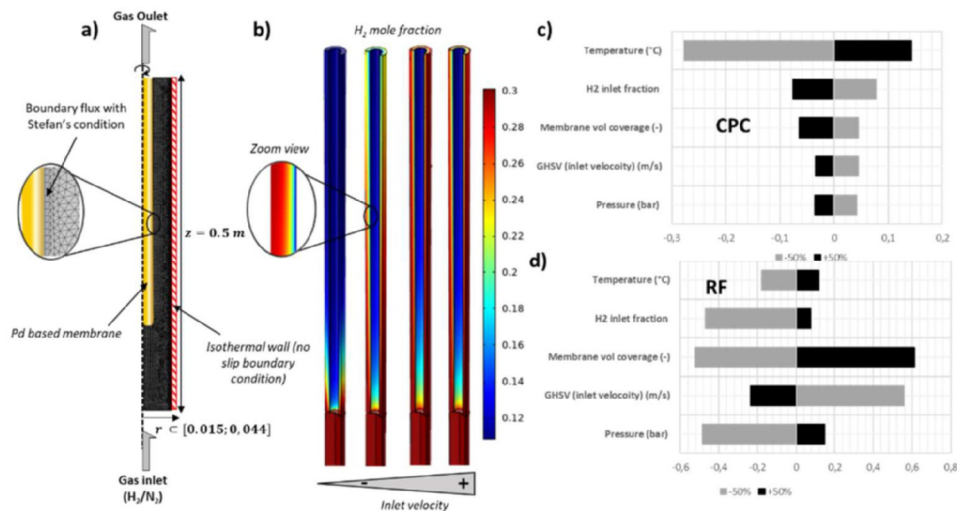 a)
Gas Oulet
Boundary flux with
Stefan's condition
z = 0.5 m
Pd based membrane
Isothermal wall (no
slip boundary
condition)
r ⊂ [0.015; 0,044]
Gas inlet
(H₂/N₂)
b)
H₂ mole fraction
Zoom view
0.3
0.28
0.26
0.24
0.22
0.2
0.18
0.16
0.14
0.12
-
+
Inlet velocity
c)
Temperature (°C)
H2 inlet fraction
Membrane vol coverage (-)
GHSV (inlet velocoity) (m/s)
Pressure (bar)
CPC
-0,3
-0,2
-0,1
0
0,1
0,2
0,3
-50%
+50%
d)
Temperature (°C)
H2 inlet fraction
Membrane vol coverage (-)
GHSV (inlet velocoity) (m/s)
Pressure (bar)
RF
-0,6
-0,4
-0,2
0
0,2
0,4
0,6
0,8
-50%
+50%